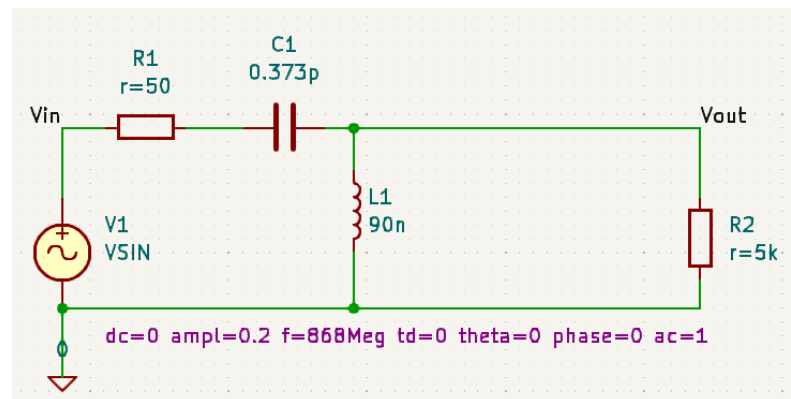 C1
0.373p
R1
r=50
Vin
Vout
L1
90n
V1
VSIN
R2
r=5k
dc=0 ampl=0.2 f=868Meg td=0 theta=0 phase=0 ac=1
0